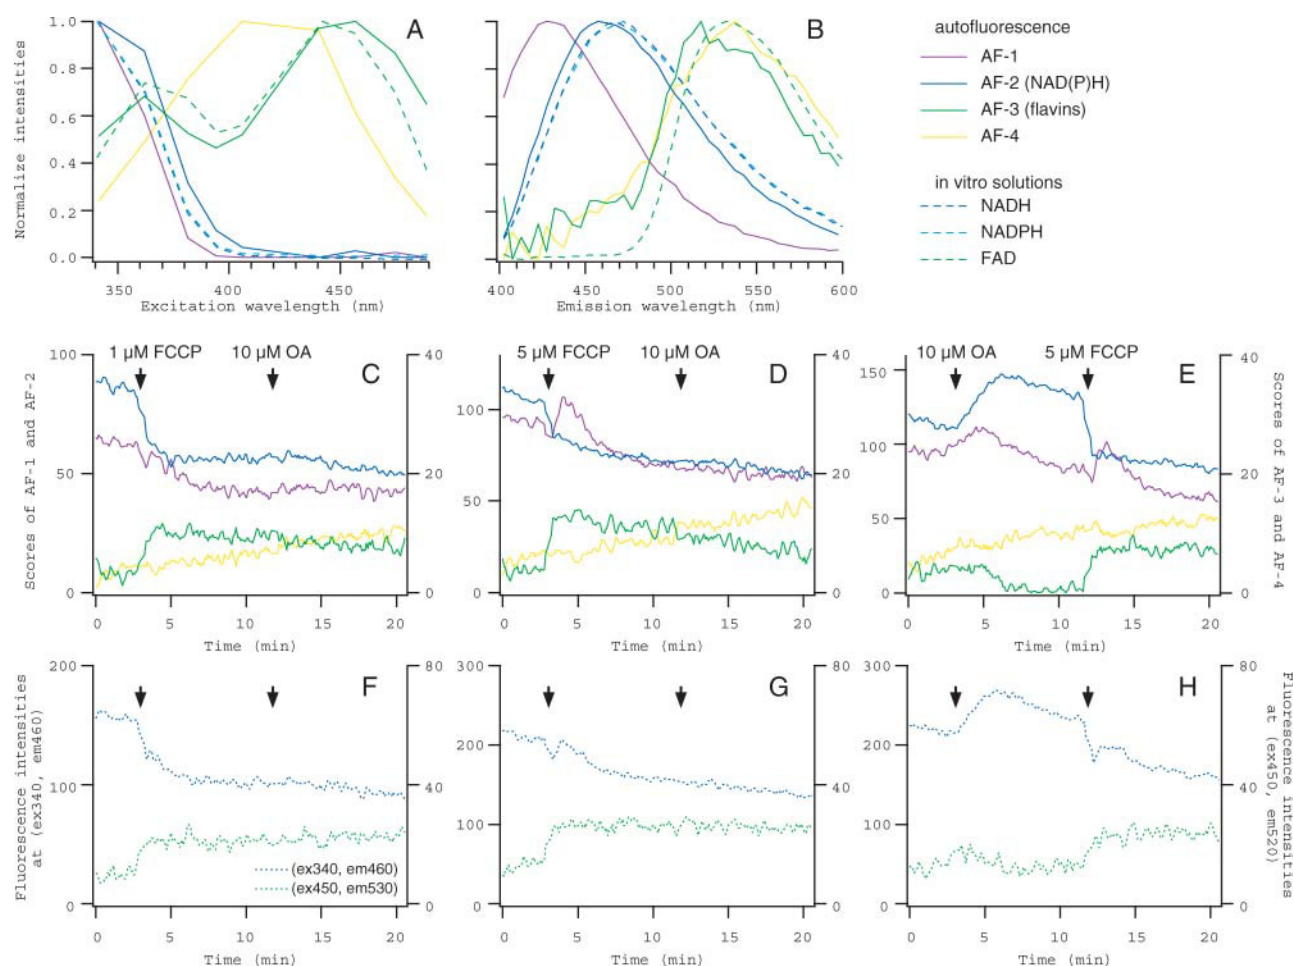 A
B
1.0
0.8
0.6
0.4
0.2
0.0
Normalize intensities
350
400
450
Excitation wavelength (nm)
400
450
500
550
600
Emission wavelength (nm)
autofluorescence
AF-1
AF-2 (NAD(P)H)
AF-3 (flavins)
AF-4
in vitro solutions
NADH
NADPH
FAD
1 µM FCCP
10 µM OA
C
100
50
0
Scores of AF-1 and AF-2
40
20
0
0
5
10
15
20
Time (min)
5 µM FCCP
10 µM OA
D
100
50
0
40
20
0
0
5
10
15
20
Time (min)
10 µM OA
5 µM FCCP
E
150
100
50
0
40
20
0
Scores of AF-3 and AF-4
0
5
10
15
20
Time (min)
F
200
100
0
Fluorescence intensities
at (ex340, em460)
80
40
0
(ex340, em460)
(ex450, em530)
0
5
10
15
20
Time (min)
G
300
200
100
0
80
40
0
0
5
10
15
20
Time (min)
H
300
200
100
0
80
40
0
Fluorescence intensities
at (ex450, em520)
0
5
10
15
20
Time (min)